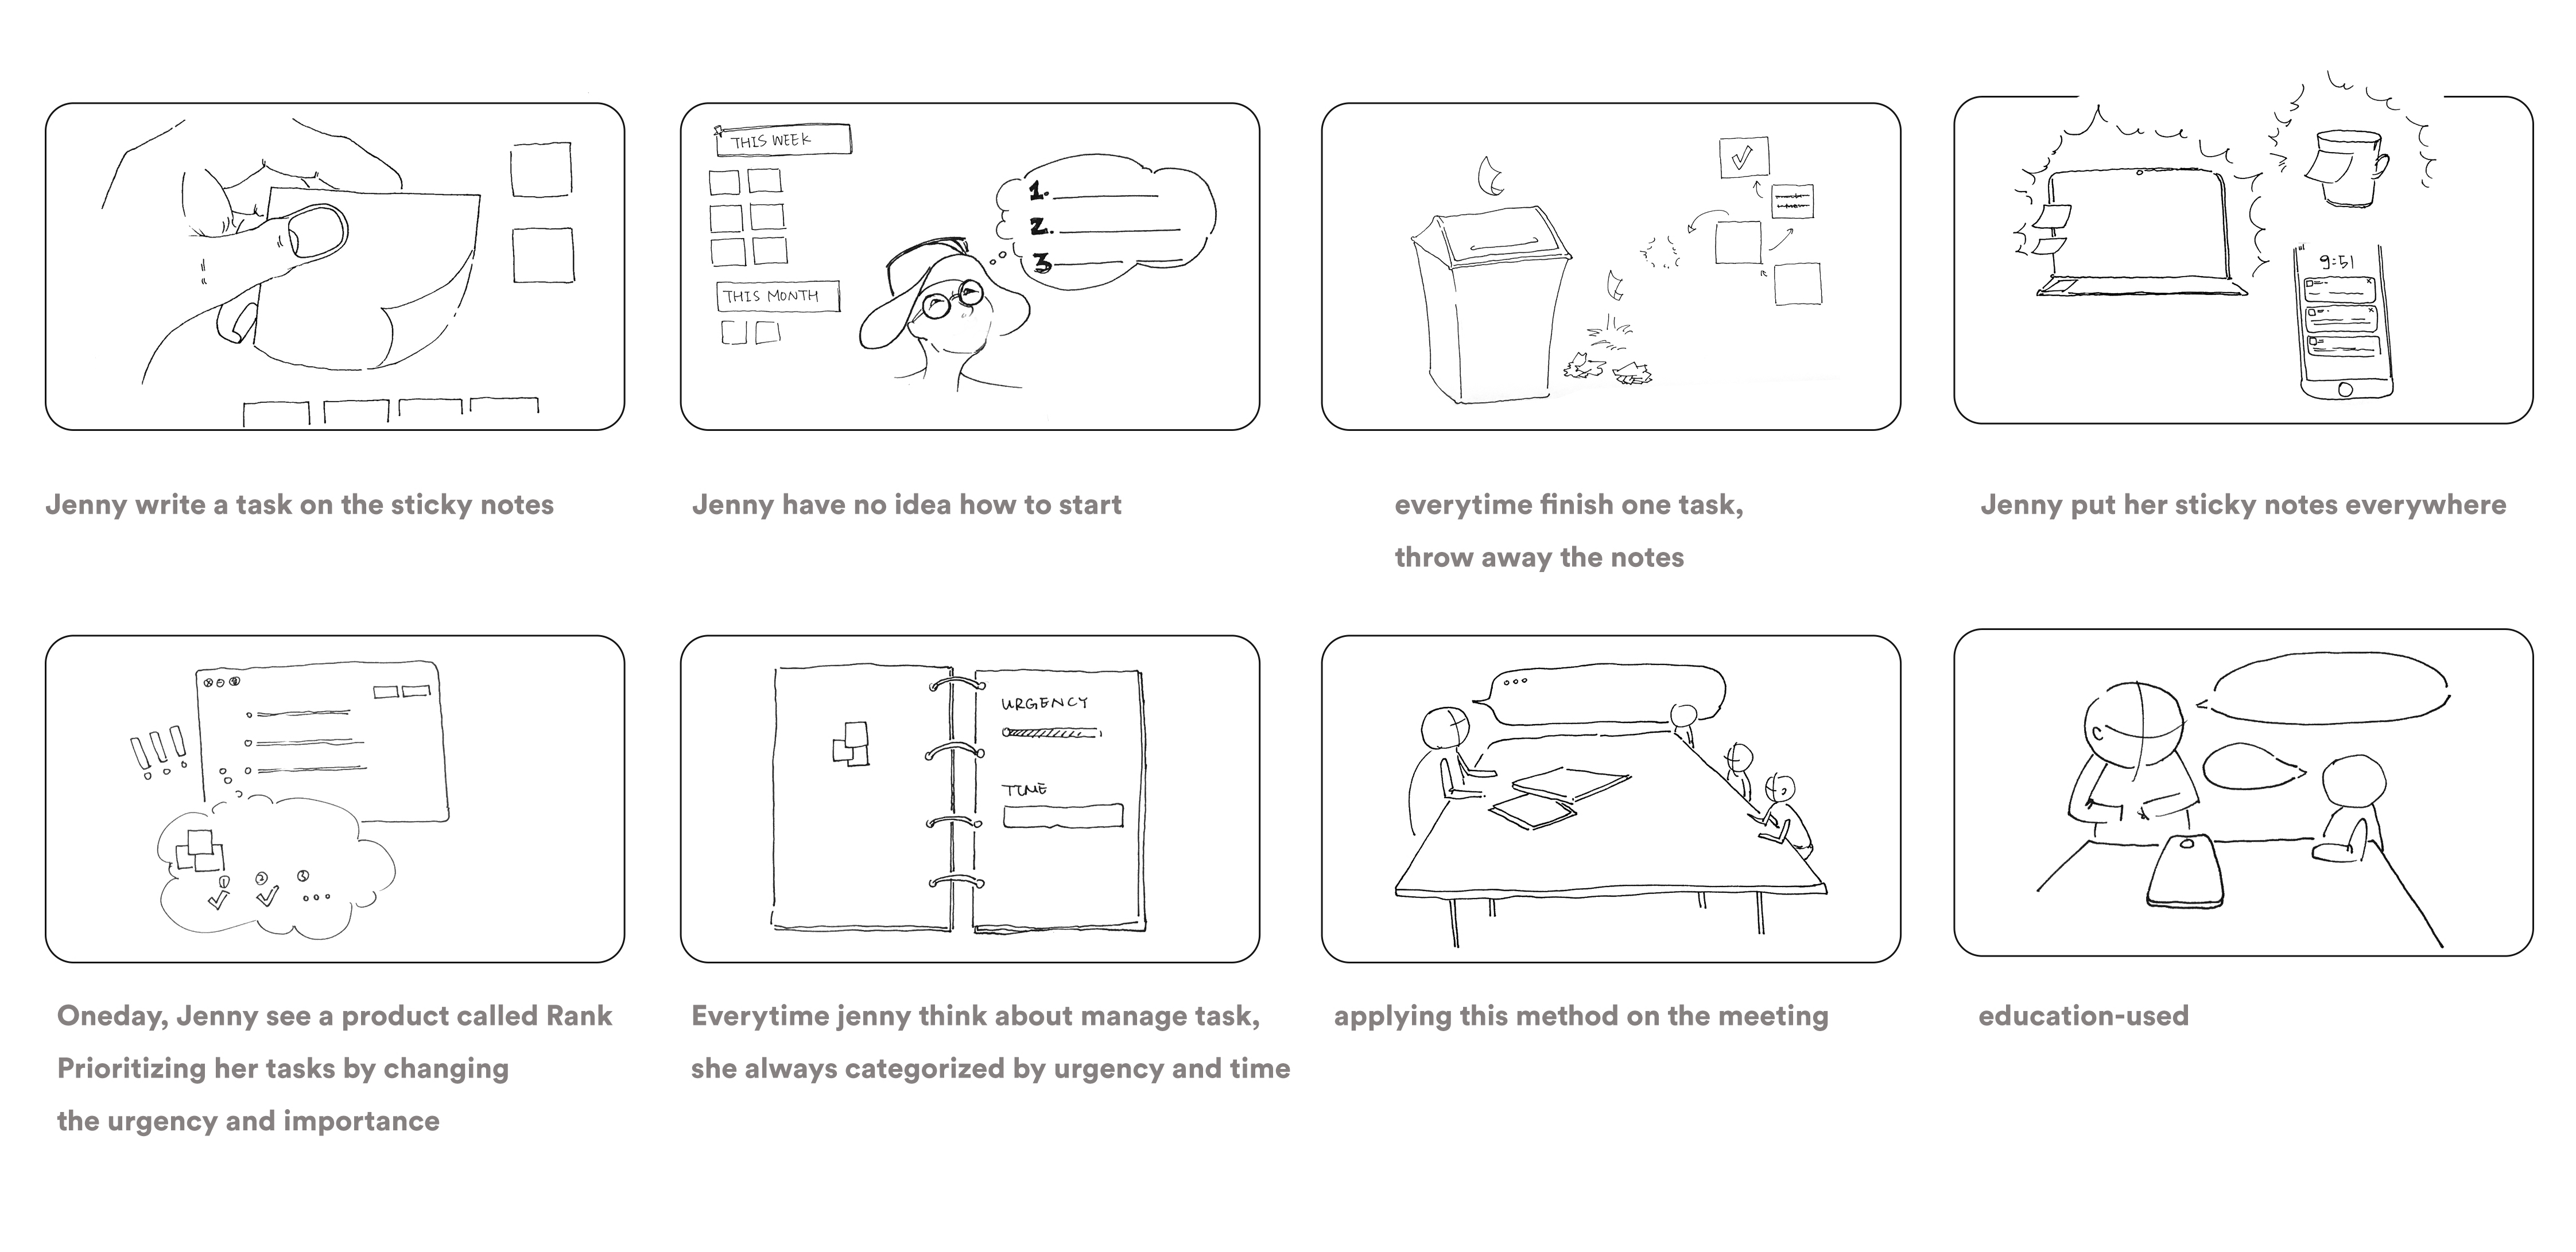 THIS WEEK
1.
2.
3
THIS MONTH
9:51
Jenny write a task on the sticky notes
Jenny have no idea how to start
everytime finish one task,
throw away the notes
Jenny put her sticky notes everywhere
1 2 3
URGENCY
TIME
Oneday, Jenny see a product called Rank
Prioritizing her tasks by changing
the urgency and importance
Everytime jenny think about manage task,
she always categorized by urgency and time
applying this method on the meeting
education-used